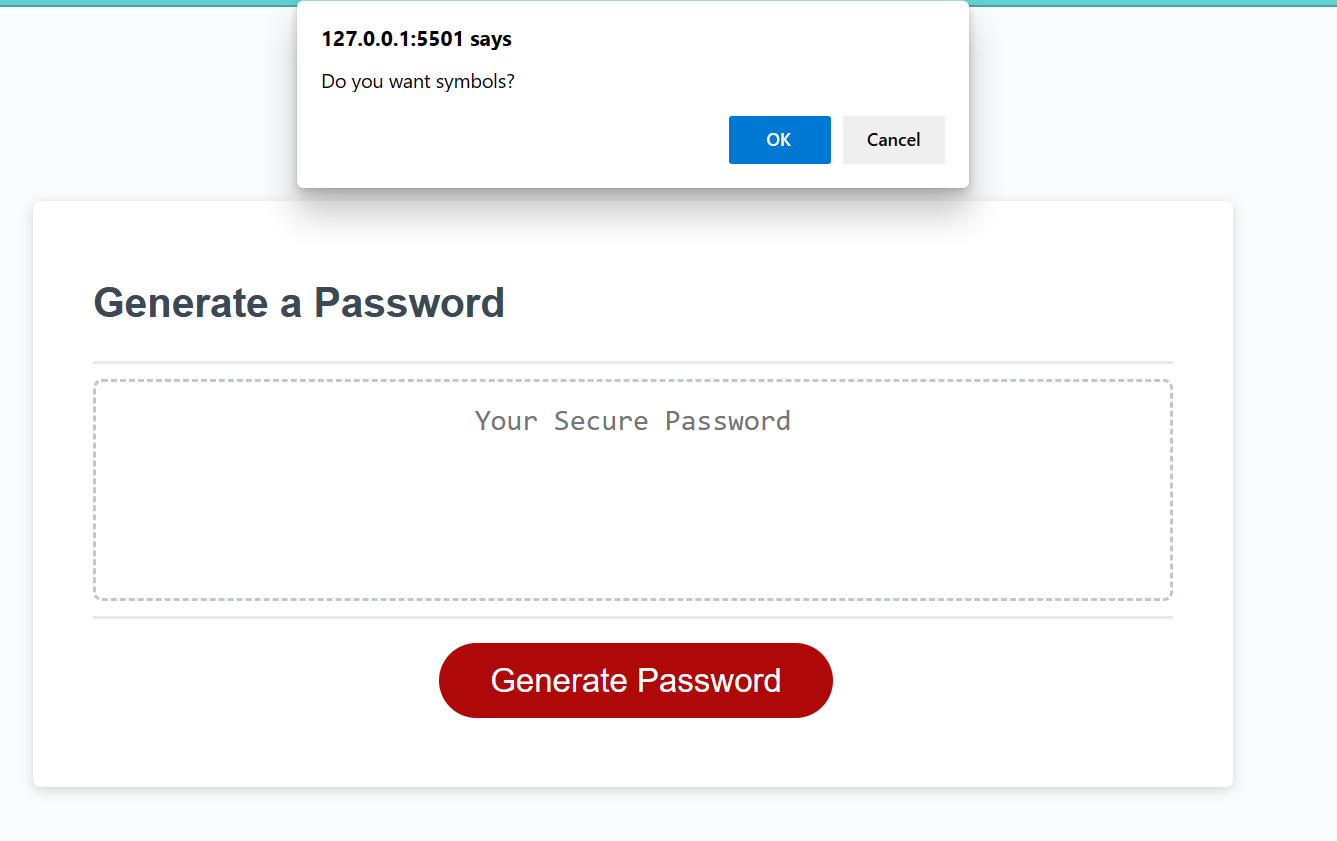 127.0.0.1:5501 says
Do you want symbols?
OK Cancel
Generate a Password
Your Secure Password
Generate Password